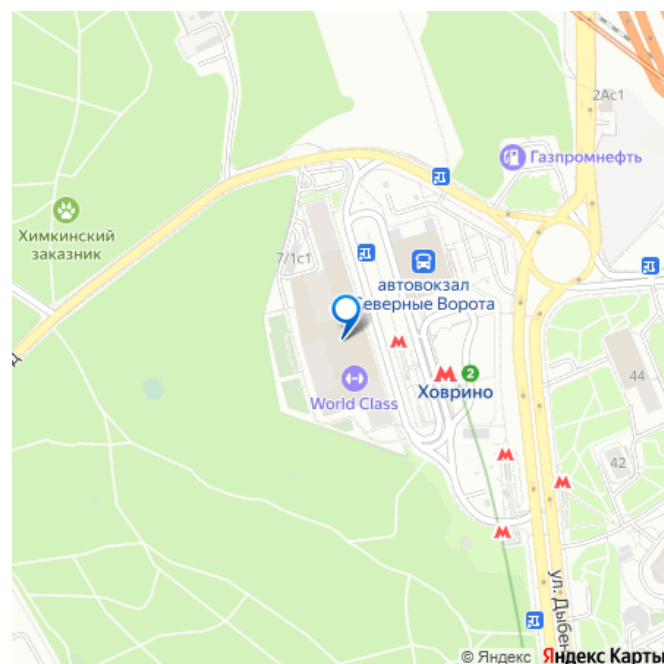 2Ас1
Газпромнефть
Химкинский
заказник
7/1с1
автовокзал
Северные Ворота
World Class
М
2
Ховрино
44
42
ул. Дыбен
© Яндекс
Яндекс Карты